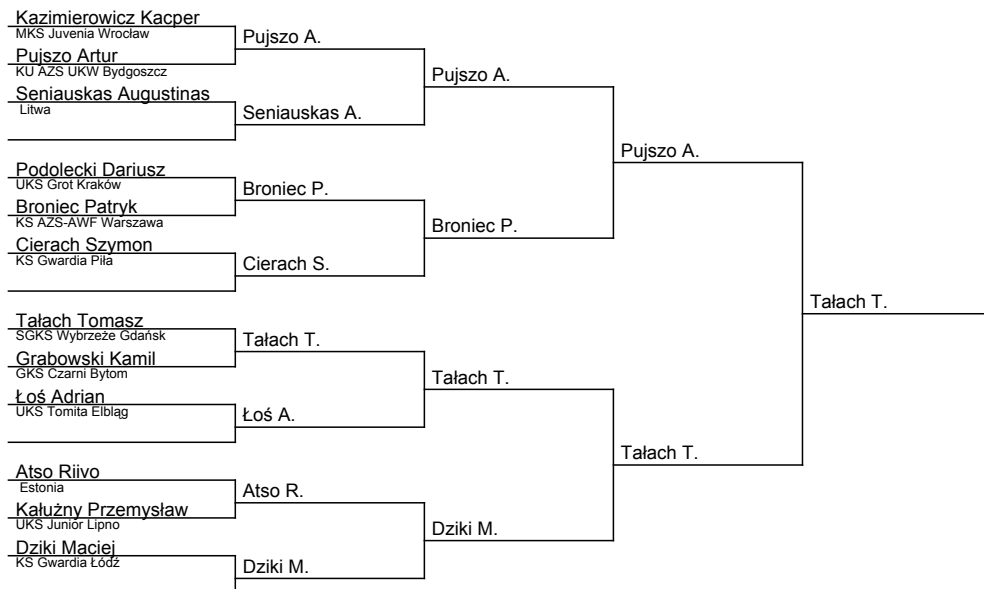 Kazimierowicz Kacper
MKS Juvenia Wrocław
Pujszo Artur
KU AZS UKW Bydgoszcz
Seniauskas Augustinas
Litwa
Podolecki Dariusz
UKS Grot Kraków
Broniec Patryk
KS AZS-AWF Warszawa
Cierach Szymon
KS Gwardia Piła
Tałach Tomasz
SGKS Wybrzeże Gdańsk
Grabowski Kamil
GKS Czarni Bytom
Łoś Adrian
UKS Tomita Elbląg
Atso Riivo
Estonia
Kałużny Przemysław
UKS Junior Lipno
Dziki Maciej
KS Gwardia Łódź
Pujszo A.
Seniauskas A.
Broniec P.
Cierach S.
Tałach T.
Łoś A.
Atso R.
Dziki M.
Pujszo A.
Broniec P.
Tałach T.
Dziki M.
Pujszo A.
Tałach T.
Tałach T.